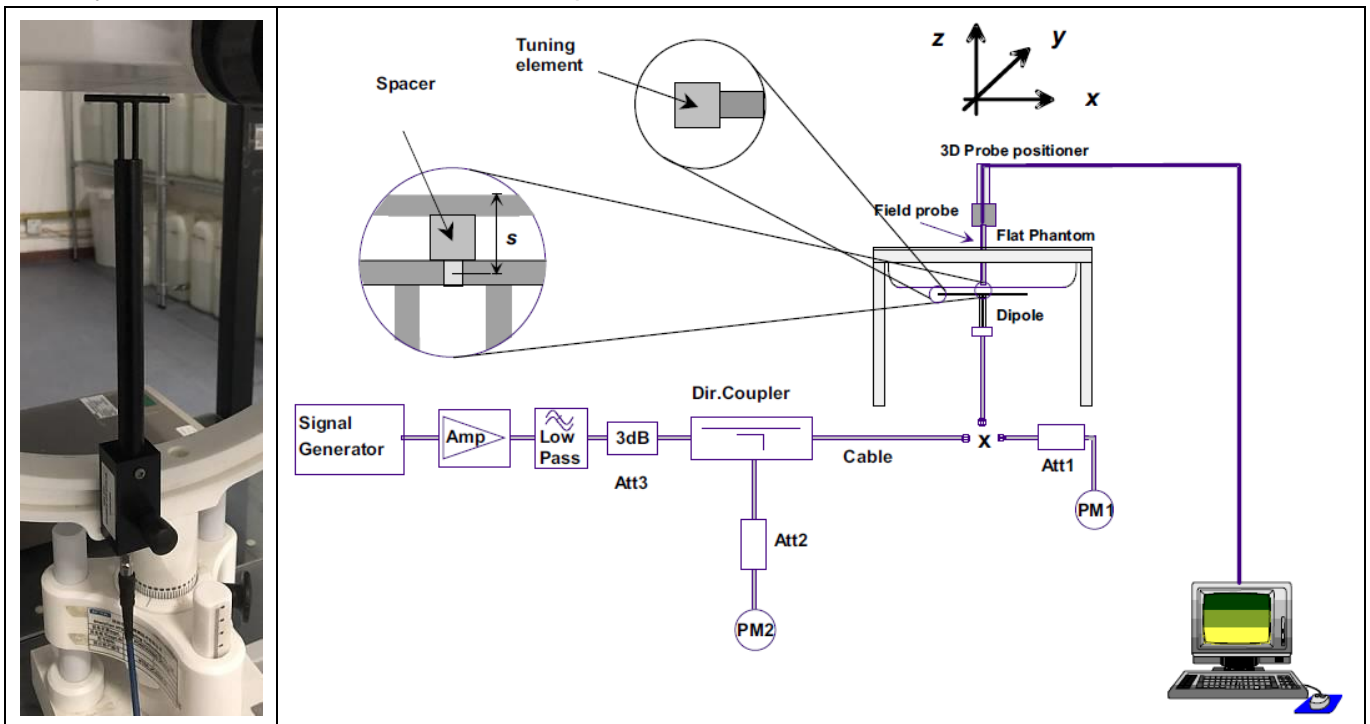 Tuning
element
Spacer
s
z
y
x
3D Probe positioner
Field probe
Flat Phantom
Dipole
Dir.Coupler
Signal
Generator
Amp
Low
Pass
3dB
Att3
Cable
x
Att1
PM1
Att2
PM2